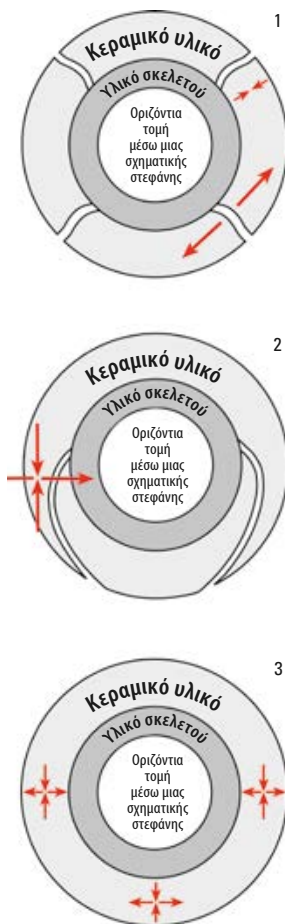 1
Κεραμικό υλικό
Υλικό σκελετού
Οριζόντια
τομή
μέσω μιας
σχηματικής
στεφάνης
2
Κεραμικό υλικό
Υλικό σκελετού
Οριζόντια
τομή
μέσω μιας
σχηματικής
στεφάνης
3
Κεραμικό υλικό
Υλικό σκελετού
Οριζόντια
τομή
μέσω μιας
σχηματικής
στεφάνης